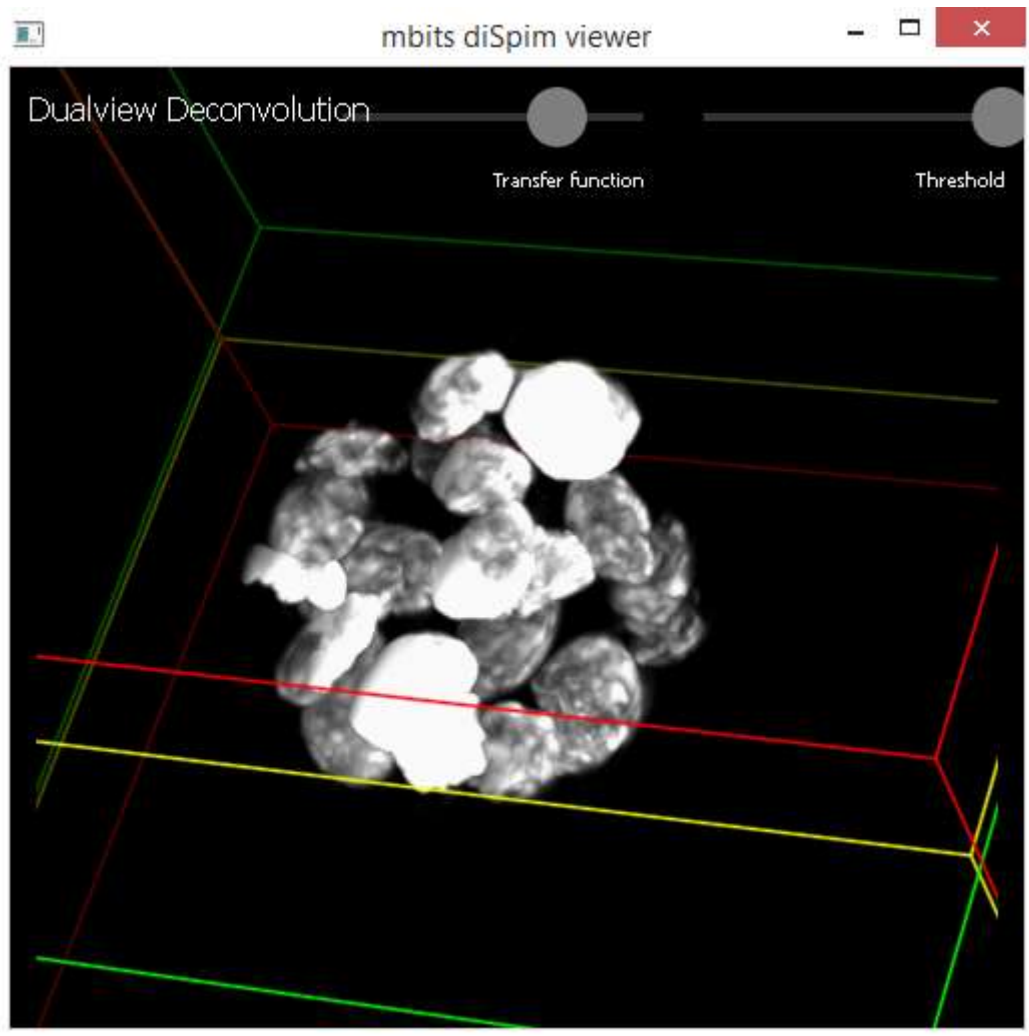 mbits diSpim viewer
Dualview Deconvolution
Transfer function
Threshold